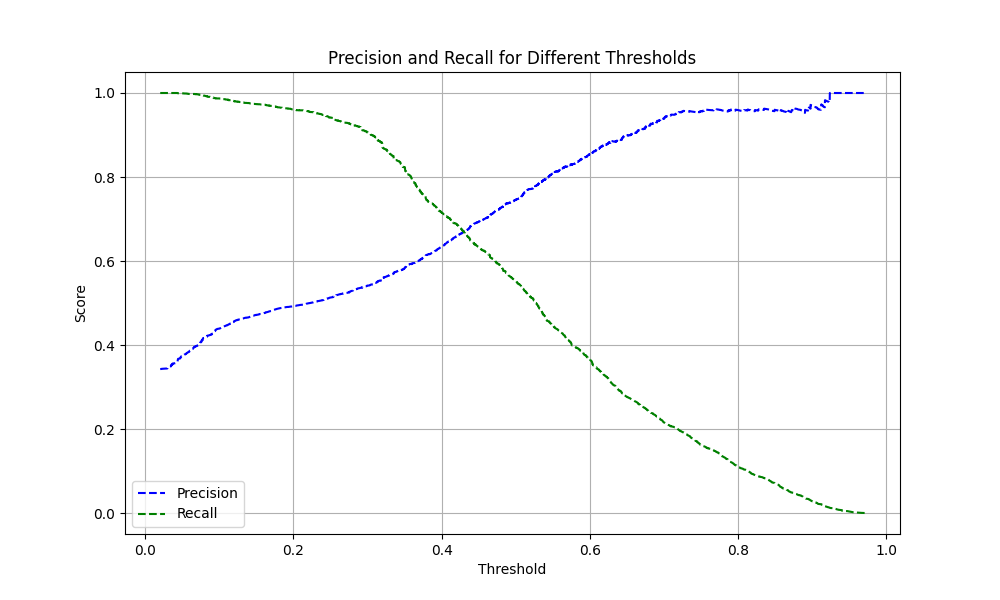 Precision and Recall for Different Thresholds
1.0
0.8
0.6
0.4
0.2
0.0
Score
Precision
Recall
0.0 0.2 0.4 0.6 0.8 1.0
Threshold